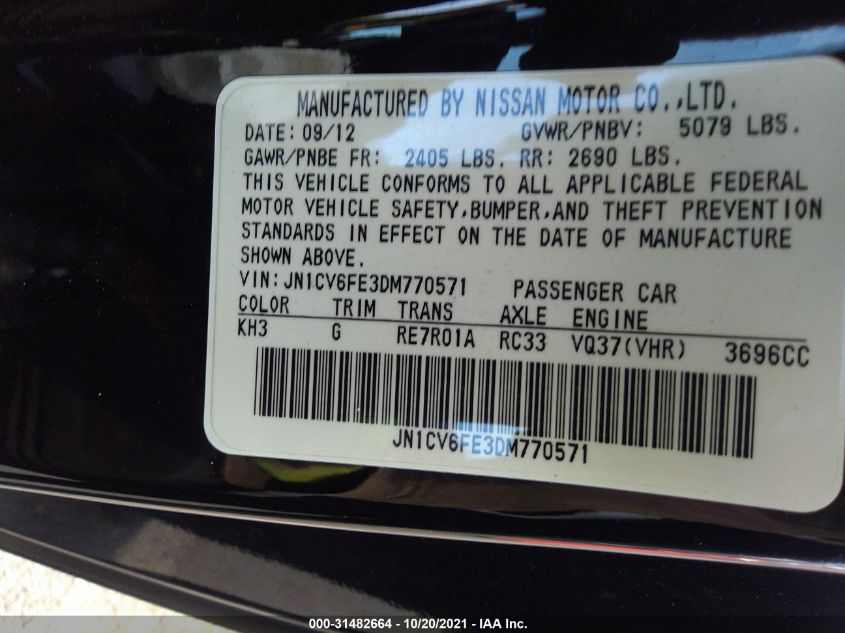 MANUFACTURED BY NISSAN MOTOR CO.,LTD.
DATE: 09/12 GVWR/PNBV: 5079 LBS.
GAWR/PNBE FR: 2405 LBS. RR: 2690 LBS.
THIS VEHICLE CONFORMS TO ALL APPLICABLE FEDERAL
MOTOR VEHICLE SAFETY,BUMPER,AND THEFT PREVENTION
STANDARDS IN EFFECT ON THE DATE OF MANUFACTURE
SHOWN ABOVE.
VIN: JN1CV6FE3DM770571 PASSENGER CAR
COLOR TRIM TRANS AXLE ENGINE
KH3 G RE7R01A RC33 VQ37(VHR) 3696CC
JN1CV6FE3DM770571
000-31482664 - 10/20/2021 - IAA Inc.